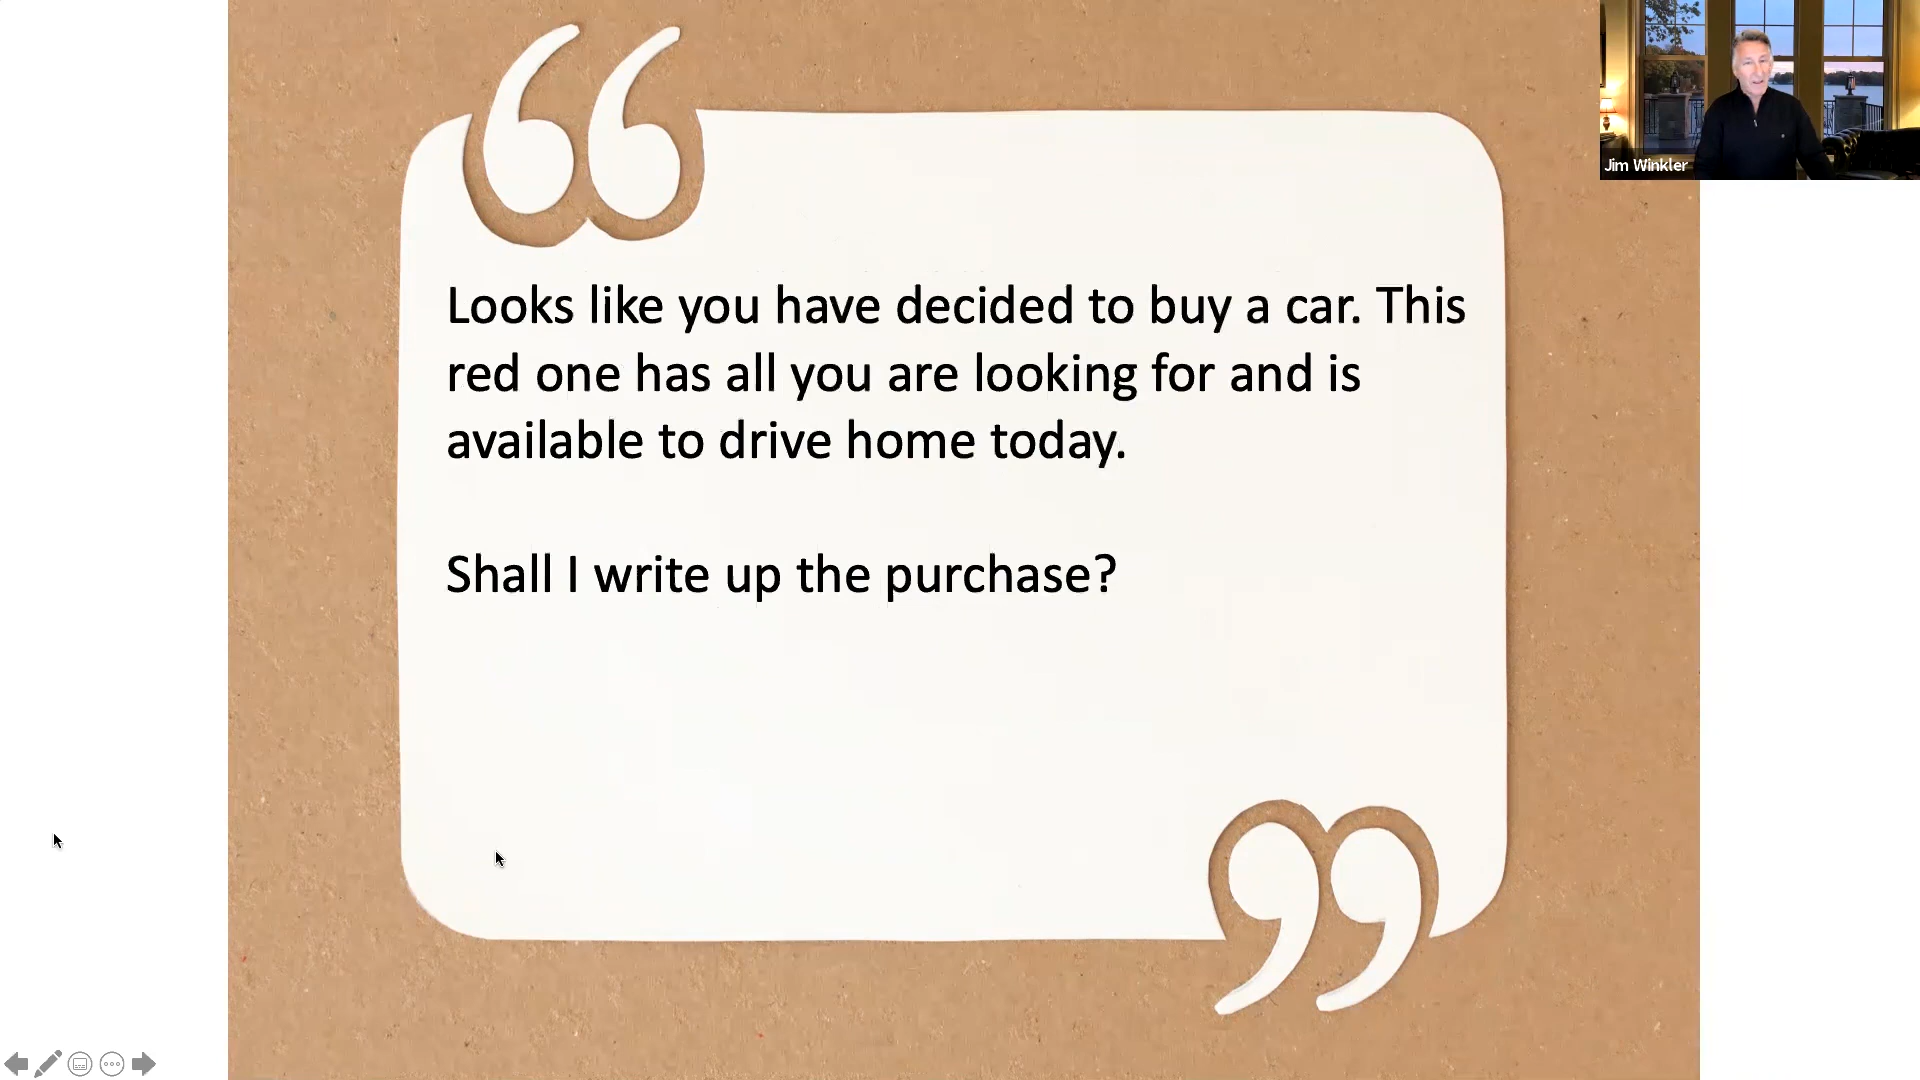 Looks like you have decided to buy a car. This
red one has all you are looking for and is
available to drive home today.
Shall I write up the purchase?
Jim Winkler